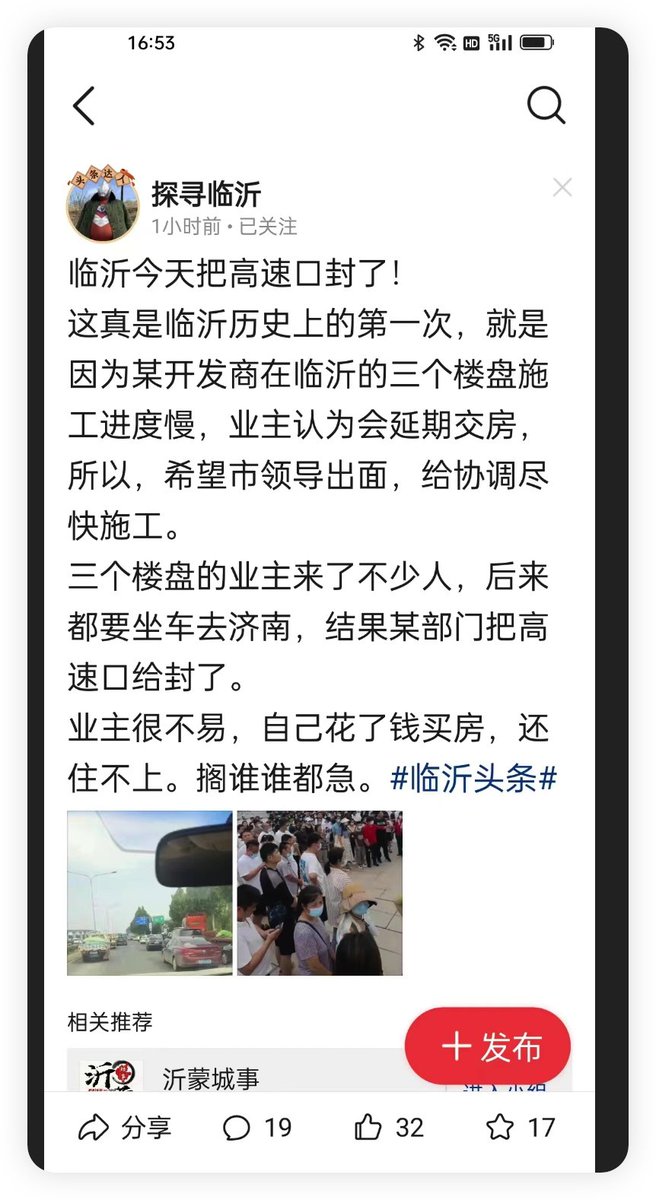 16:53
HD 5G
头条达人
探寻临沂
1小时前 • 已关注
临沂今天把高速口封了！
这真是临沂历史上的第一次，就是
因为某开发商在临沂的三个楼盘施
工进度慢，业主认为会延期交房，
所以，希望市领导出面，给协调尽
快施工。
三个楼盘的业主来了不少人，后来
都要坐车去济南，结果某部门把高
速口给封了。
业主很不易，自己花了钱买房，还
住不上。搁谁谁都急。#临沂头条#
相关推荐
＋发布
沂蒙城事
分享 19 32 17